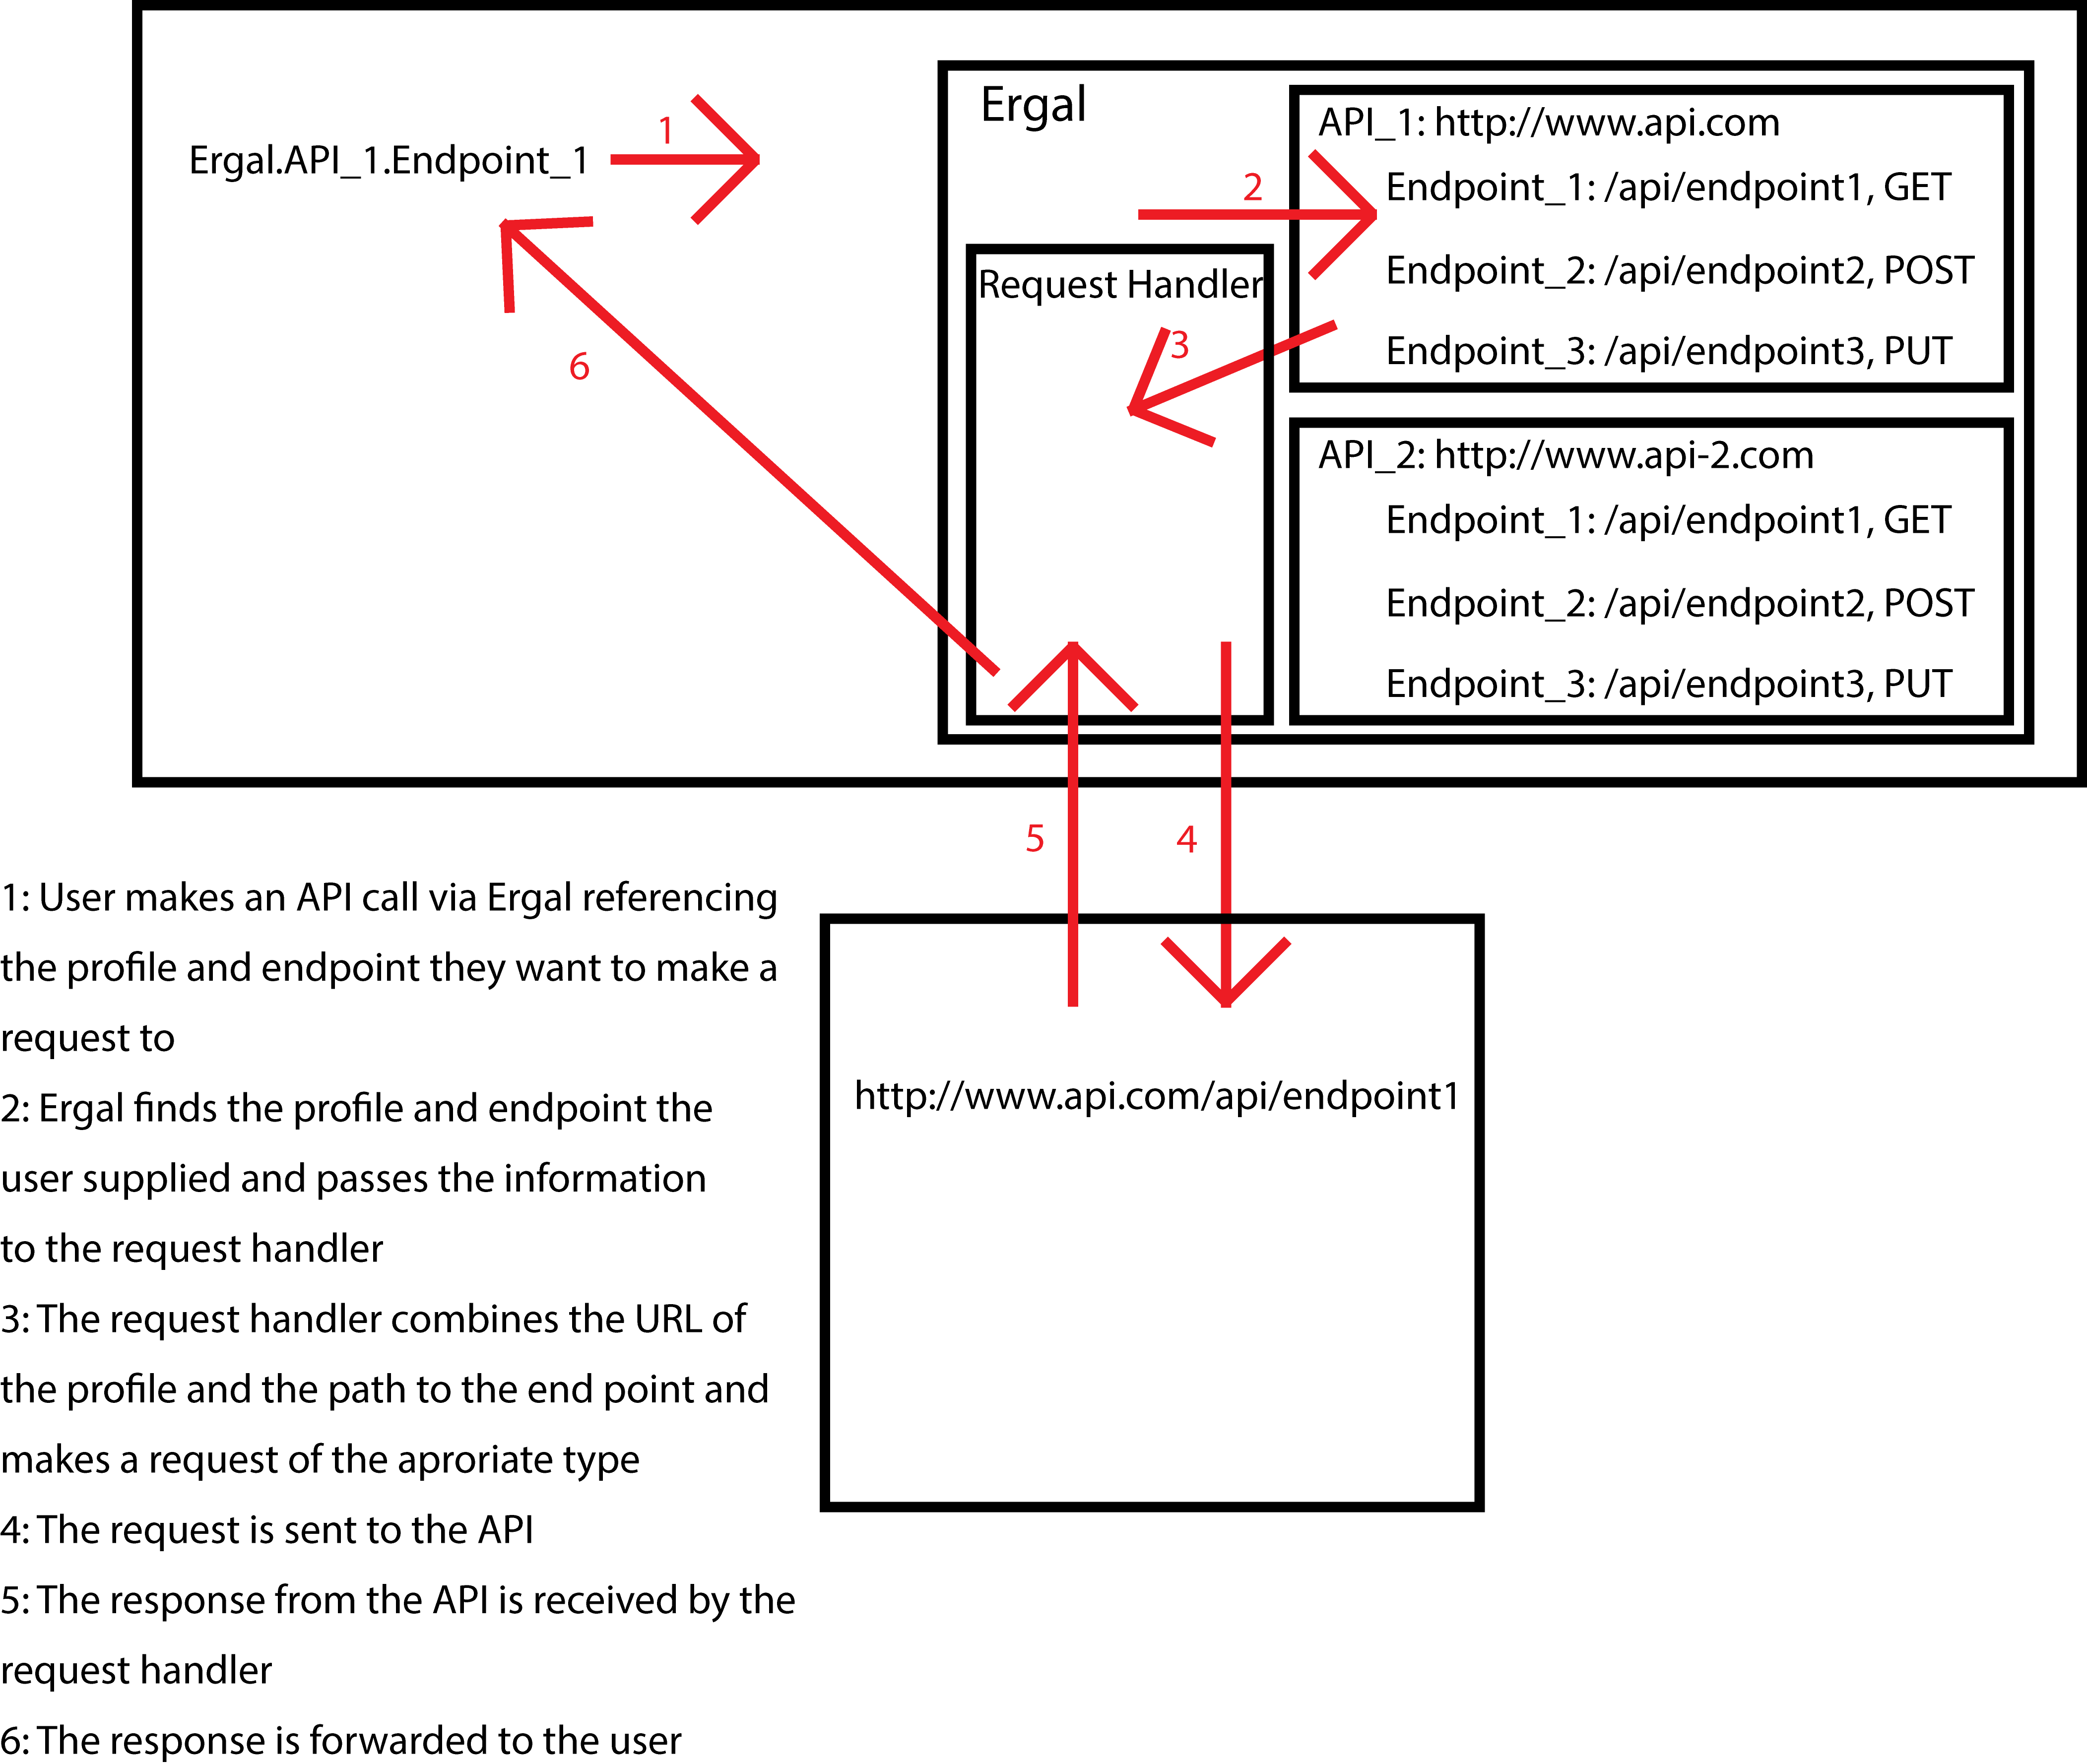 Ergal
API_1: http://www.api.com
1
Ergal.API_1.Endpoint_1
2
Endpoint_1: /api/endpoint1, GET
Request Handler
Endpoint_2: /api/endpoint2, POST
3
Endpoint_3: /api/endpoint3, PUT
6
API_2: http://www.api-2.com
Endpoint_1: /api/endpoint1, GET
Endpoint_2: /api/endpoint2, POST
Endpoint_3: /api/endpoint3, PUT
5
4
http://www.api.com/api/endpoint1
1: User makes an API call via Ergal referencing
the profile and endpoint they want to make a
request to
2: Ergal finds the profile and endpoint the
user supplied and passes the information
to the request handler
3: The request handler combines the URL of
the profile and the path to the end point and
makes a request of the aproriate type
4: The request is sent to the API
5: The response from the API is received by the
request handler
6: The response is forwarded to the user